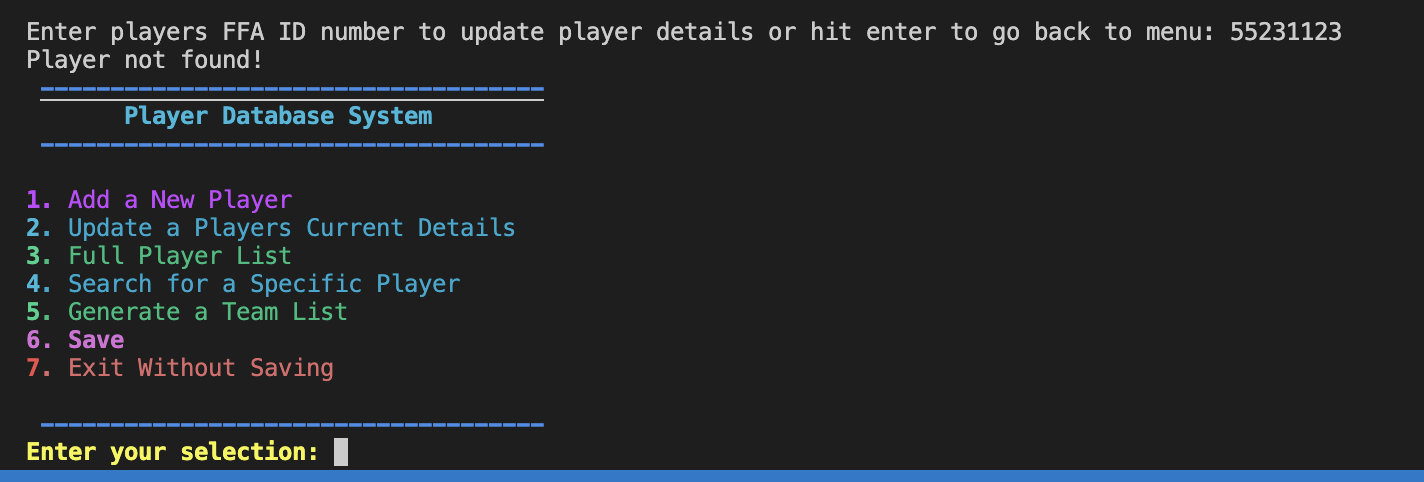 Enter players FFA ID number to update player details or hit enter to go back to menu: 55231123
Player not found!
Player Database System
1. Add a New Player
2. Update a Players Current Details
3. Full Player List
4. Search for a Specific Player
5. Generate a Team List
6. Save
7. Exit Without Saving
Enter your selection: